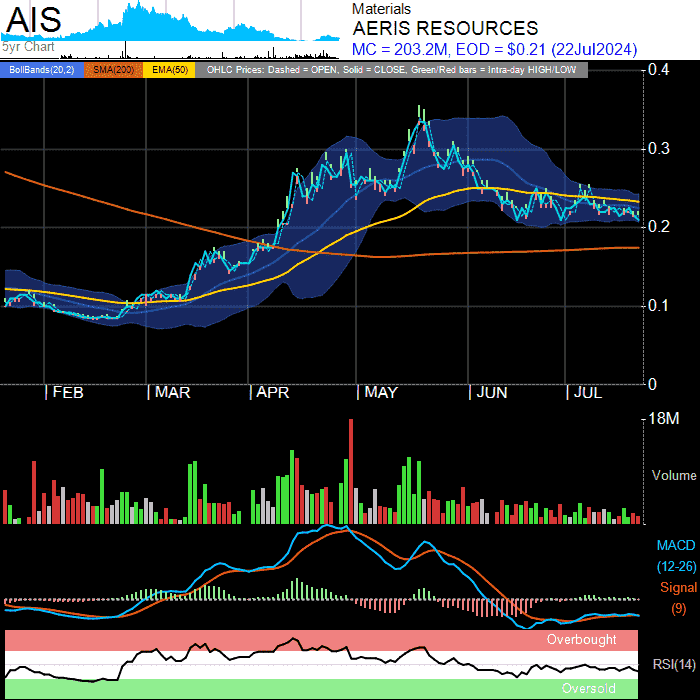 AIS
5yr Chart
Materials
AERIS RESOURCES
MC = 203.2M, EOD = $0.21 (22Jul2024)
BollBands(20,2) SMA(200) EMA(50) OHLC Prices: Dashed = OPEN, Solid = CLOSE, Green/Red bars = Intra-day HIGH/LOW
0.4
0.3
0.2
0.1
0
FEB MAR APR MAY JUN JUL
18M
Volume
MACD
(12-26)
Signal
(9)
Overbought
RSI(14)
Oversold